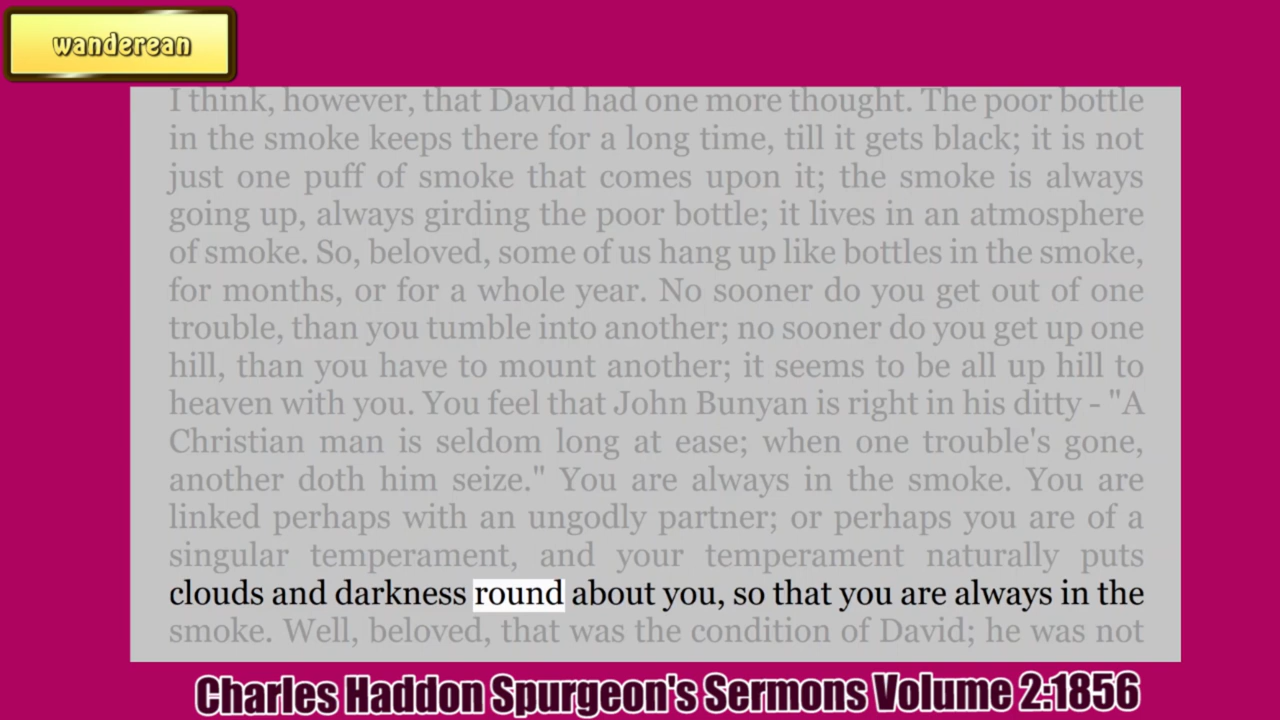 wanderean
I think, however, that David had one more thought. The poor bottle
in the smoke keeps there for a long time, till it gets black; it is not
just one puff of smoke that comes upon it; the smoke is always
going up, always girding the poor bottle; it lives in an atmosphere
of smoke. So, beloved, some of us hang up like bottles in the smoke,
for months, or for a whole year. No sooner do you get out of one
trouble, than you tumble into another; no sooner do you get up one
hill, than you have to mount another; it seems to be all up hill to
heaven with you. You feel that John Bunyan is right in his ditty - "A
Christian man is seldom long at ease; when one trouble's gone,
another doth him seize." You are always in the smoke. You are
linked perhaps with an ungodly partner; or perhaps you are of a
singular temperament, and your temperament naturally puts
clouds and darkness round about you, so that you are always in the
smoke. Well, beloved, that was the condition of David; he was not
Charles Haddon Spurgeon's Sermons Volume 2:1856